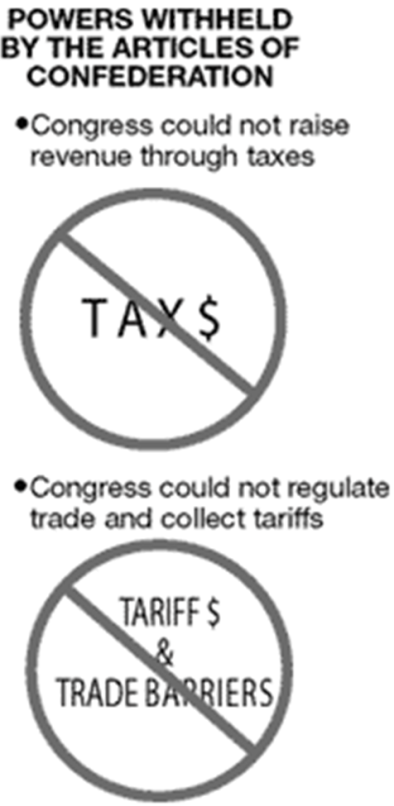 POWERS WITHHELD
BY THE ARTICLES OF
CONFEDERATION
•Congress could not raise
revenue through taxes
TAX$
•Congress could not regulate
trade and collect tariffs
TARIFF $
&
TRADE BARRIERS